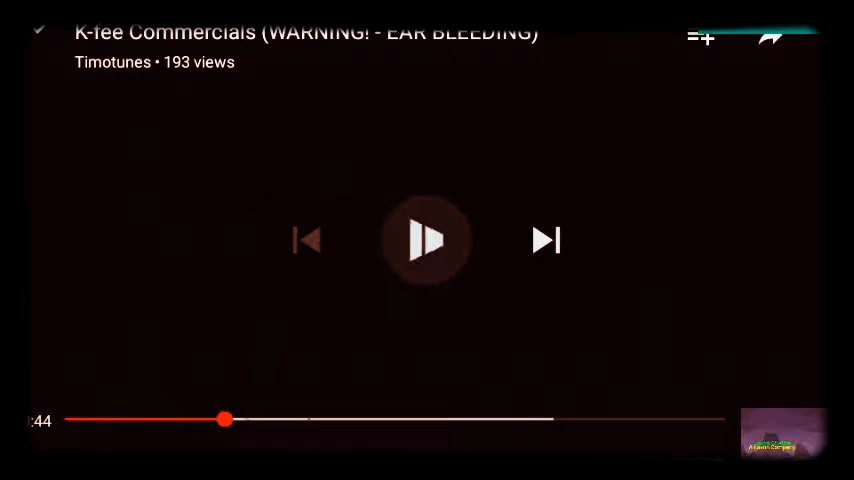 K-fee Commercials (WARNING! - EAR BLEEDING)
Timotunes • 193 views
:44